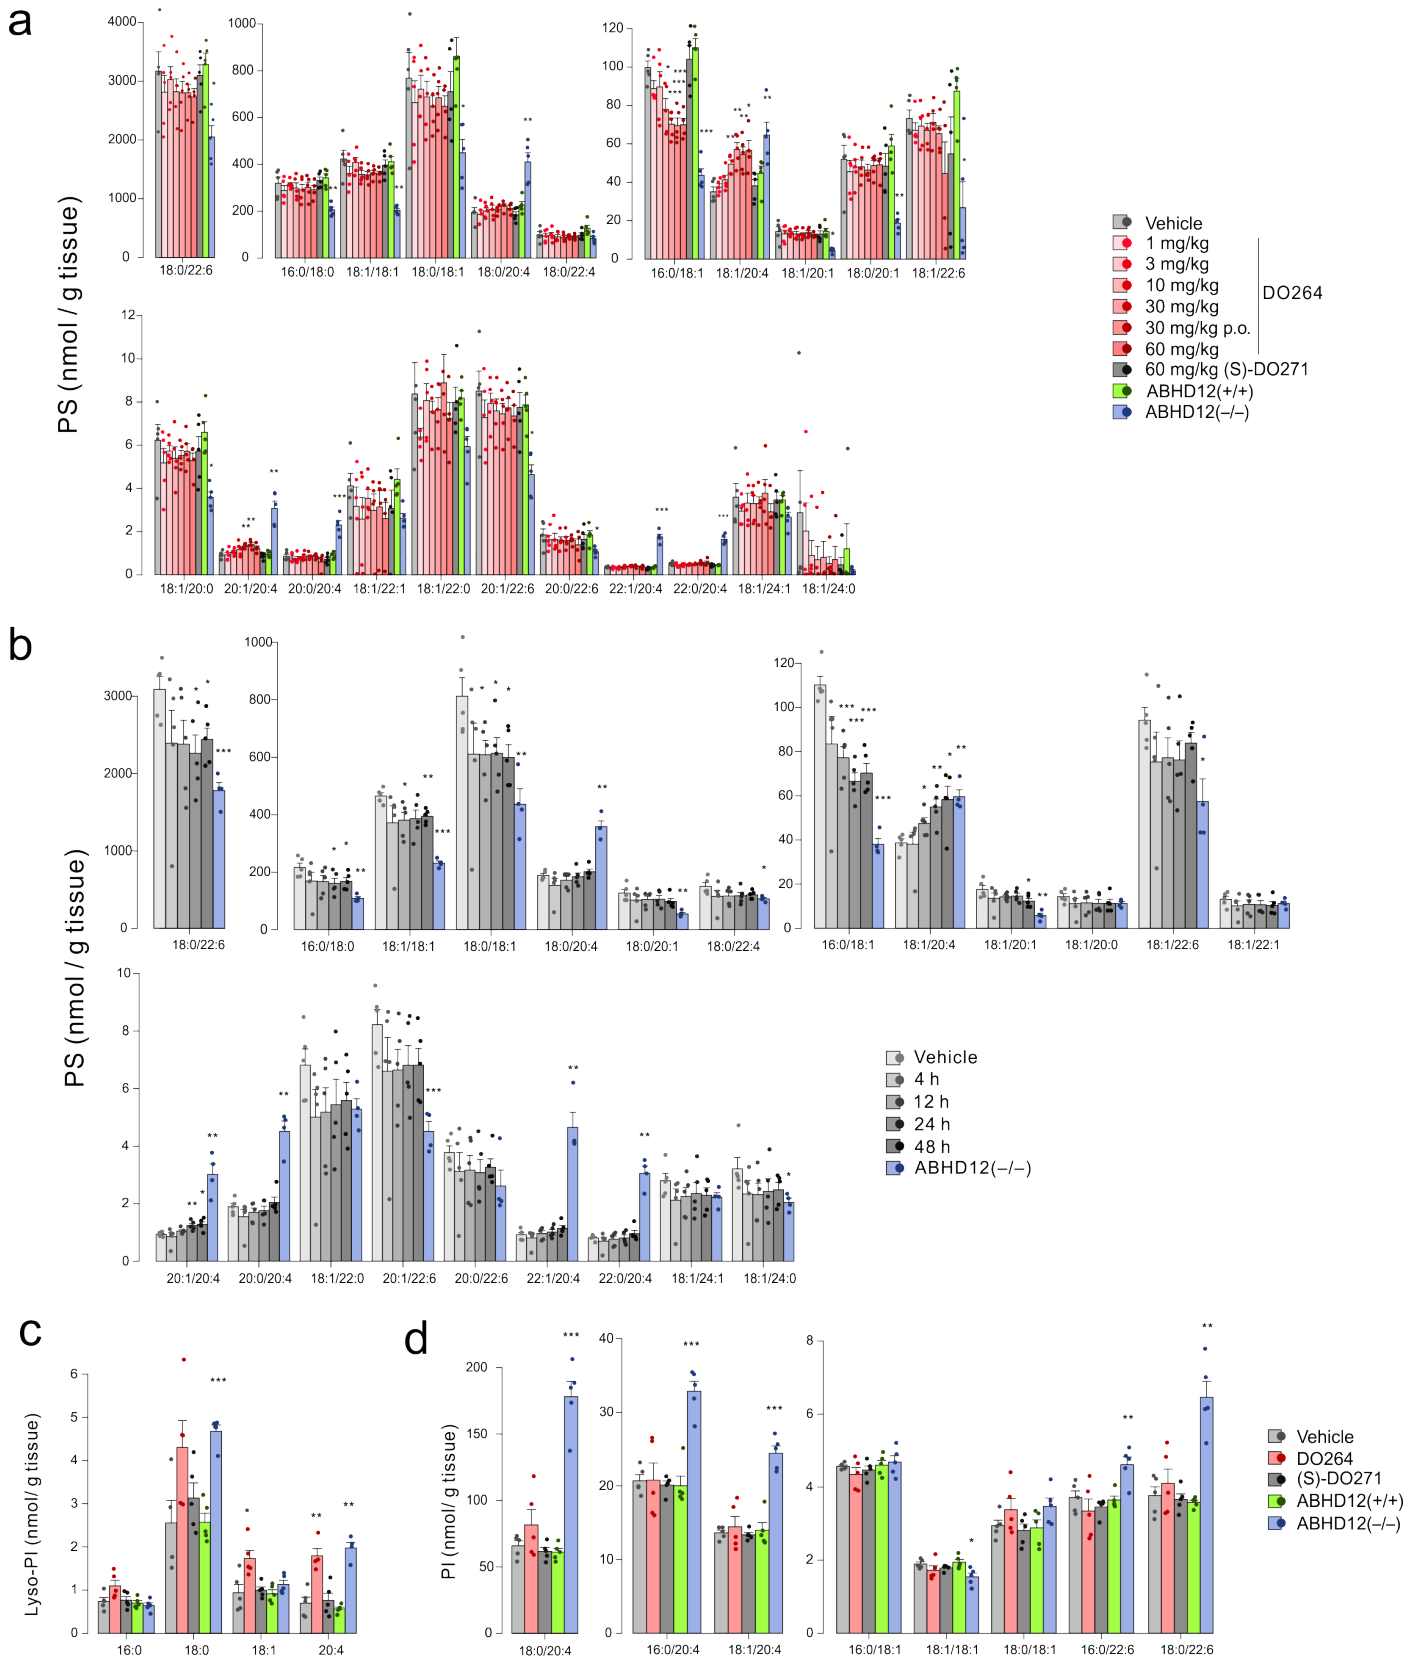 a
4000
3000
2000
1000
0
1000
800
600
400
200
0
120
100
80
60
40
20
0
18:0/22:6
16:0/18:0 18:1/18:1 18:0/18:1 18:0/20:4 18:0/22:4
16:0/18:1 18:1/20:4 18:1/20:1 18:0/20:1 18:1/22:6
PS (nmol / g tissue)
Vehicle
1 mg/kg
3 mg/kg
10 mg/kg
30 mg/kg
30 mg/kg p.o.
60 mg/kg
DO264
60 mg/kg (S)-DO271
ABHD12(+/+)
ABHD12(–/–)
12
10
8
6
4
2
0
18:1/20:0 20:1/20:4 20:0/20:4 18:1/22:1 18:1/22:0 20:1/22:6 20:0/22:6 22:1/20:4 22:0/20:4 18:1/24:1 18:1/24:0
b
3000
2000
1000
0
1000
800
600
400
200
0
120
100
80
60
40
20
0
18:0/22:6
16:0/18:0 18:1/18:1 18:0/18:1 18:0/20:4 18:0/20:1 18:0/22:4
16:0/18:1 18:1/20:4 18:1/20:1 18:1/20:0 18:1/22:6 18:1/22:1
PS (nmol / g tissue)
10
8
6
4
2
0
20:1/20:4 20:0/20:4 18:1/22:0 20:1/22:6 20:0/22:6 22:1/20:4 22:0/20:4 18:1/24:1 18:1/24:0
Vehicle
4 h
12 h
24 h
48 h
ABHD12(–/–)
c
Lyso-PI (nmol/ g tissue)
6
5
4
3
2
1
0
16:0 18:0 18:1 20:4
d
PI (nmol/ g tissue)
200
150
100
50
0
18:0/20:4
40
30
20
10
0
16:0/20:4 18:1/20:4
8
6
4
2
0
16:0/18:1 18:1/18:1 18:0/18:1 16:0/22:6 18:0/22:6
Vehicle
DO264
(S)-DO271
ABHD12(+/+)
ABHD12(–/–)